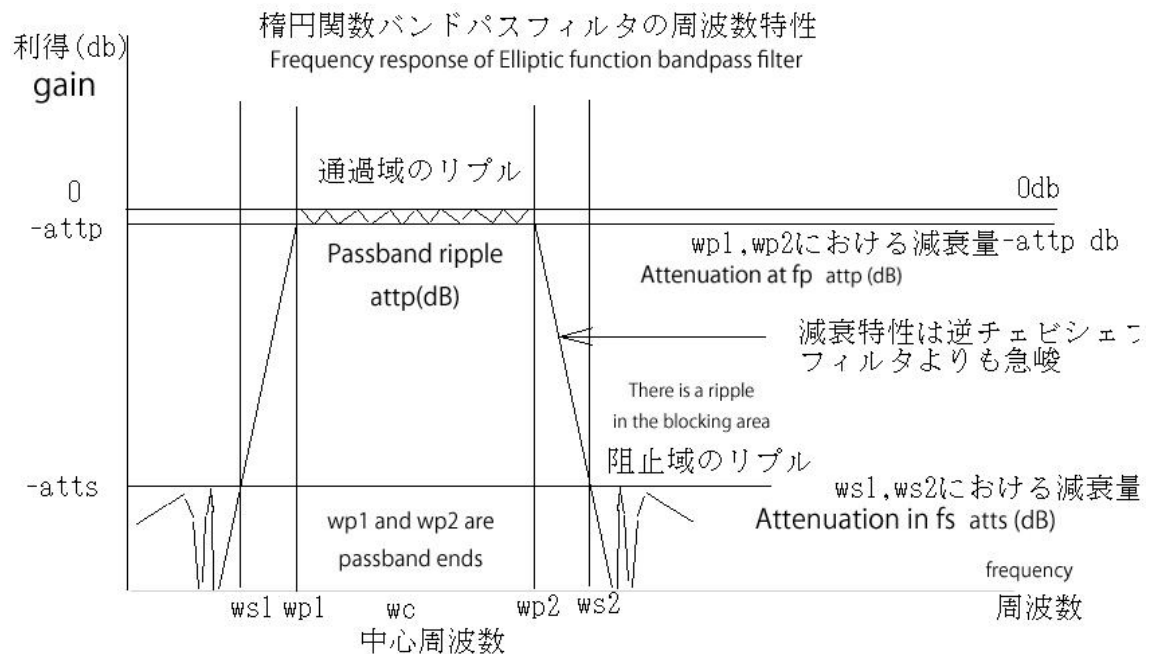 楕円関数バンドパスフィルタの周波数特性
Frequency response of Elliptic function bandpass filter
利得(db)
gain
通過域のリプル
0
0db
-attp
wp1,wp2における減衰量-attp db
Passband ripple
attp(dB)
Attenuation at fp attp (dB)
減衰特性は逆チェビシェフ
フィルタよりも急峻
There is a ripple
in the blocking area
阻止域のリプル
-atts
ws1,ws2における減衰量
Attenuation in fs atts (dB)
wp1 and wp2 are
passband ends
frequency
周波数
ws1 wp1 wc wp2 ws2
中心周波数